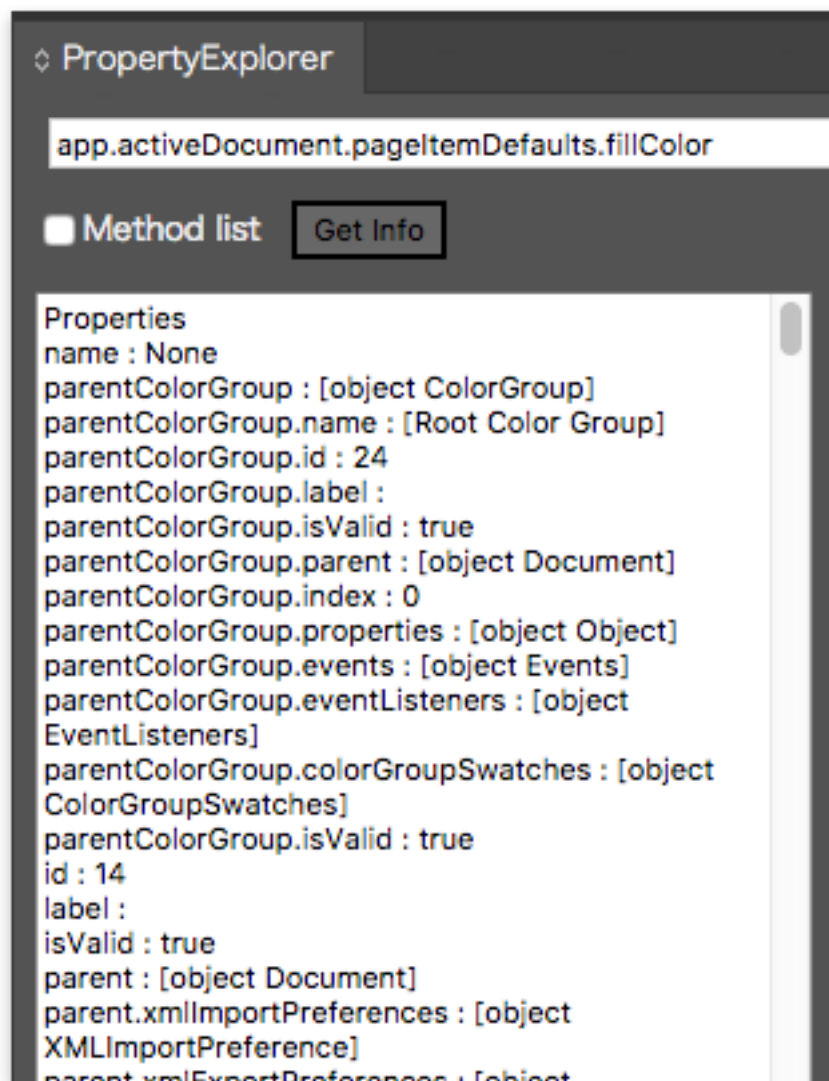 PropertyExplorer
app.activeDocument.pageItemDefaults.fillColor
Method list
Get Info
Properties
name : None
parentColorGroup : [object ColorGroup]
parentColorGroup.name : [Root Color Group]
parentColorGroup.id : 24
parentColorGroup.label :
parentColorGroup.isValid : true
parentColorGroup.parent : [object Document]
parentColorGroup.index : 0
parentColorGroup.properties : [object Object]
parentColorGroup.events : [object Events]
parentColorGroup.eventListeners : [object
EventListeners]
parentColorGroup.colorGroupSwatches : [object
ColorGroupSwatches]
parentColorGroup.isValid : true
id : 14
label :
isValid : true
parent : [object Document]
parent.xmlImportPreferences : [object
XMLImportPreference]
parent.xmlExportPreferences : [object